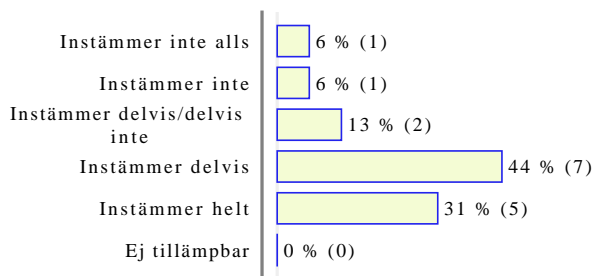 Instämmer inte alls 6 % (1)
Instämmer inte 6 % (1)
Instämmer delvis/delvis
inte 13 % (2)
Instämmer delvis 44 % (7)
Instämmer helt 31 % (5)
Ej tillämpbar 0 % (0)